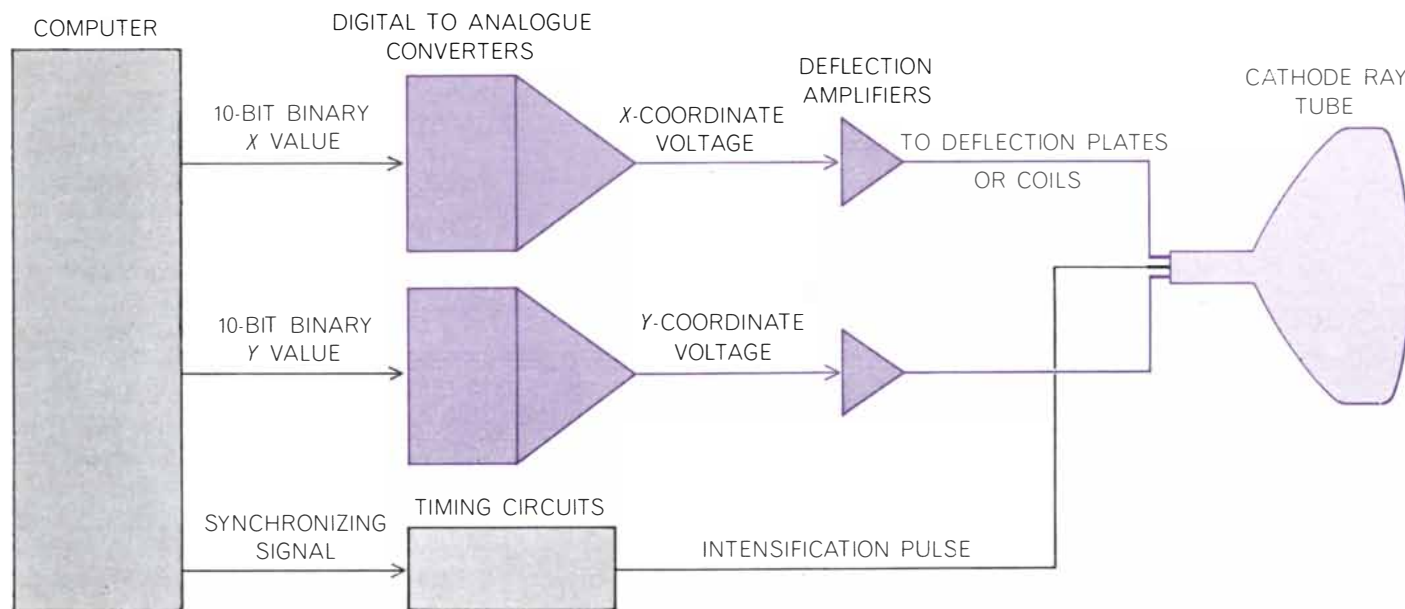 COMPUTER
DIGITAL TO ANALOGUE
CONVERTERS
DEFLECTION
AMPLIFIERS
CATHODE RAY
TUBE
10-BIT BINARY
X VALUE
X-COORDINATE
VOLTAGE
TO DEFLECTION PLATES
OR COILS
10-BIT BINARY
Y VALUE
Y-COORDINATE
VOLTAGE
SYNCHRONIZING
SIGNAL
TIMING CIRCUITS
INTENSIFICATION PULSE